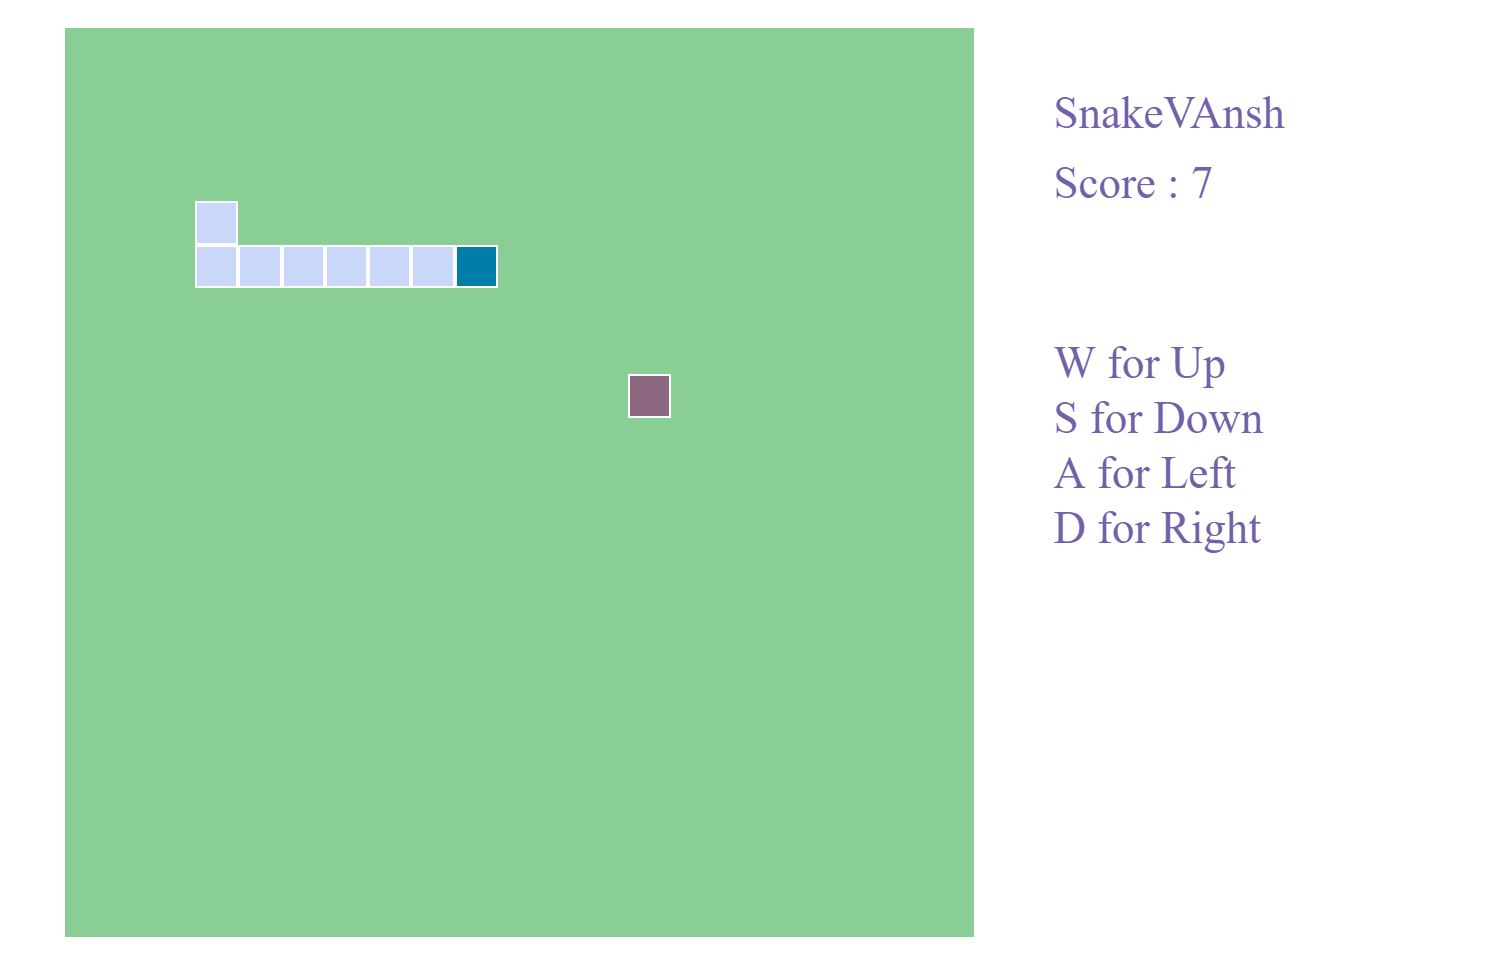 SnakeVAnsh
Score : 7
W for Up
S for Down
A for Left
D for Right